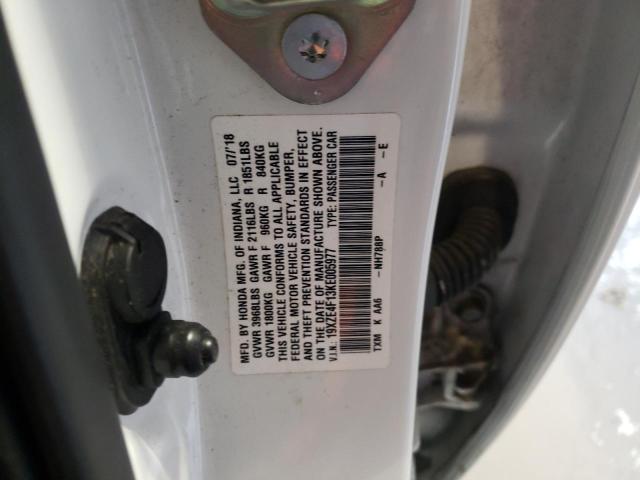 MFD. BY HONDA MFG. OF INDIANA, LLC 07/'18
GVWR 3968LBS GAWR F 2116LBS R 1851LBS
GVWR 1800KG GAWR F 960KG R 840KG
THIS VEHICLE CONFORMS TO ALL APPLICABLE
FEDERAL MOTOR VEHICLE SAFETY, BUMPER,
AND THEFT PREVENTION STANDARDS IN EFFECT
ON THE DATE OF MANUFACTURE SHOWN ABOVE.
V.I.N.: 19XZE4F13KE005977 TYPE: PASSENGER CAR
TXM K AA6 -NH788P -A -E